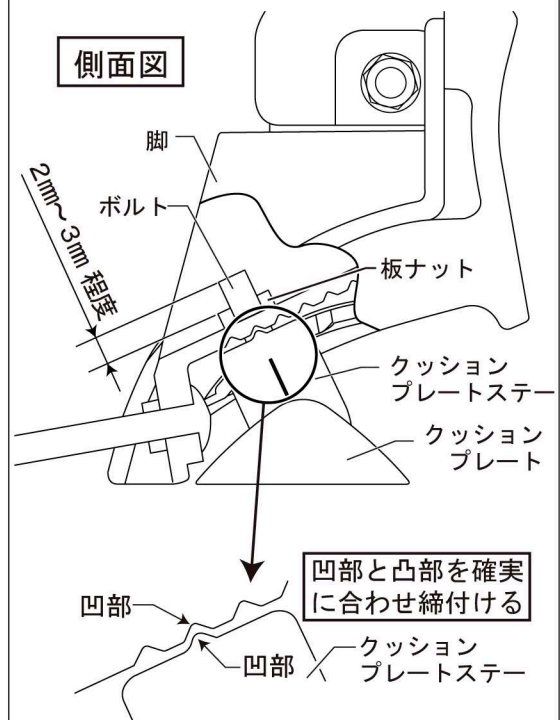 側面図
脚
2mm~3mm 程度
ボルト
板ナット
クッション
プレートステー
クッション
プレート
凹部と凸部を確実
に合わせ締付ける
凹部
凹部
クッション
プレートステー